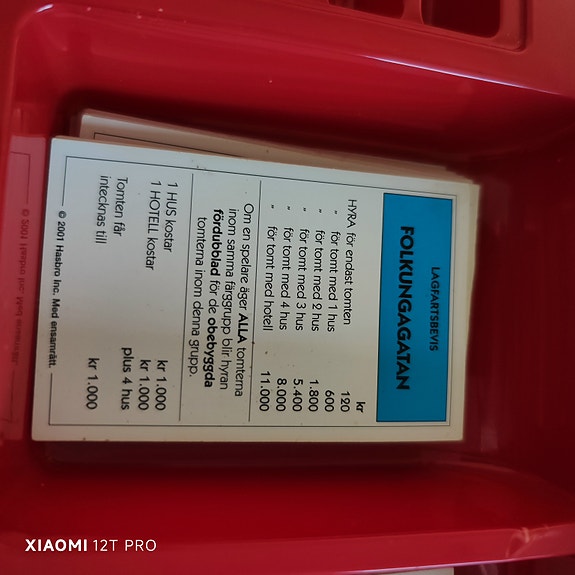 LAGFARTSBEVIS
FOLKUNGAGATAN
kr
HYRA för endast tomten 120
" för tomt med 1 hus 600
" för tomt med 2 hus 1.800
" för tomt med 3 hus 5.400
" för tomt med 4 hus 8.000
" för tomt med hotell 11.000
Om en spelare äger ALLA tomterna
inom samma färggrupp blir hyran
fördubblad för de obebyggda
tomterna inom denna grupp.
1 HUS kostar kr 1.000
1 HOTELL kostar kr 1.000
plus 4 hus
Tomten får
intecknas till kr 1.000
© 2001 Hasbro Inc. Med ensamrätt.
© 2001
XIAOMI 12T PRO